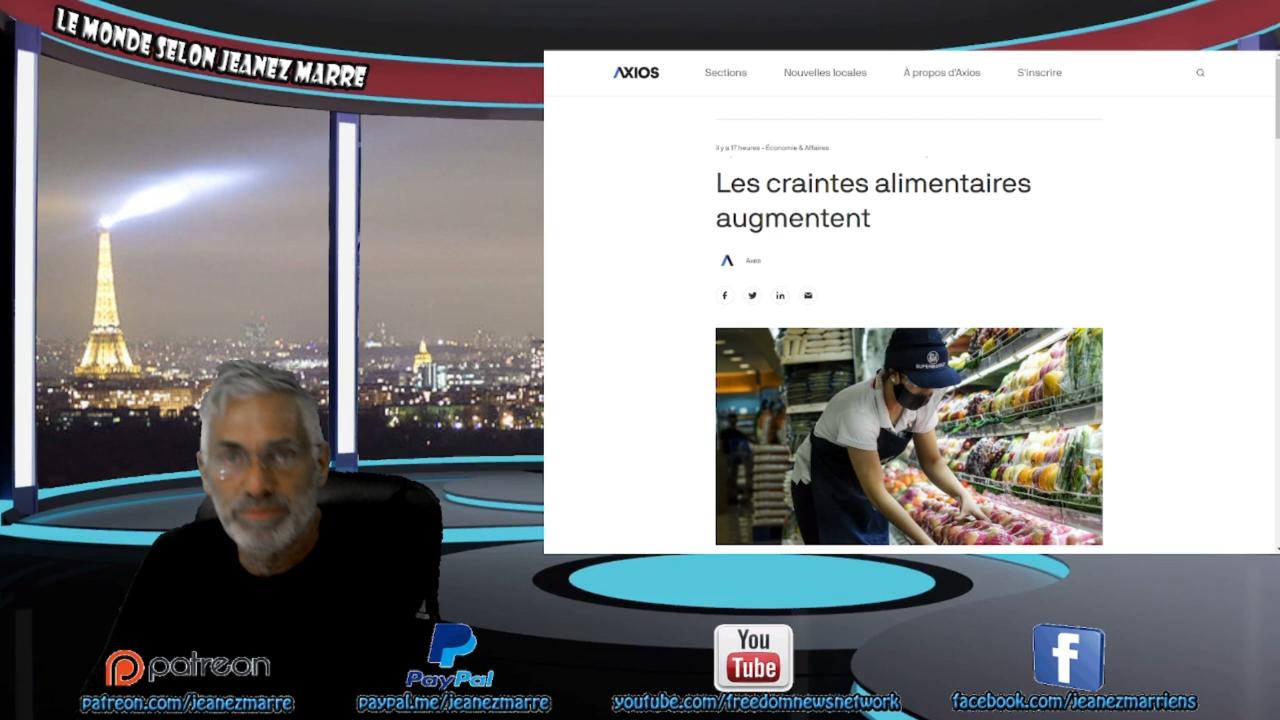 LE MONDE SELON JEANEZ MARRE
AXIOS
Sections
Nouvelles locales
À propos d'Axios
S'inscrire
il y a 17 heures - Économie & Affaires
Les craintes alimentaires
augmentent
Axios
SUPERMARKET
patreon
PayPal
You
Tube
patreon.com/jeanezmarre
paypal.me/jeanezmarre
youtube.com/freedomnewsnetwork
facebook.com/jeanezmarriens